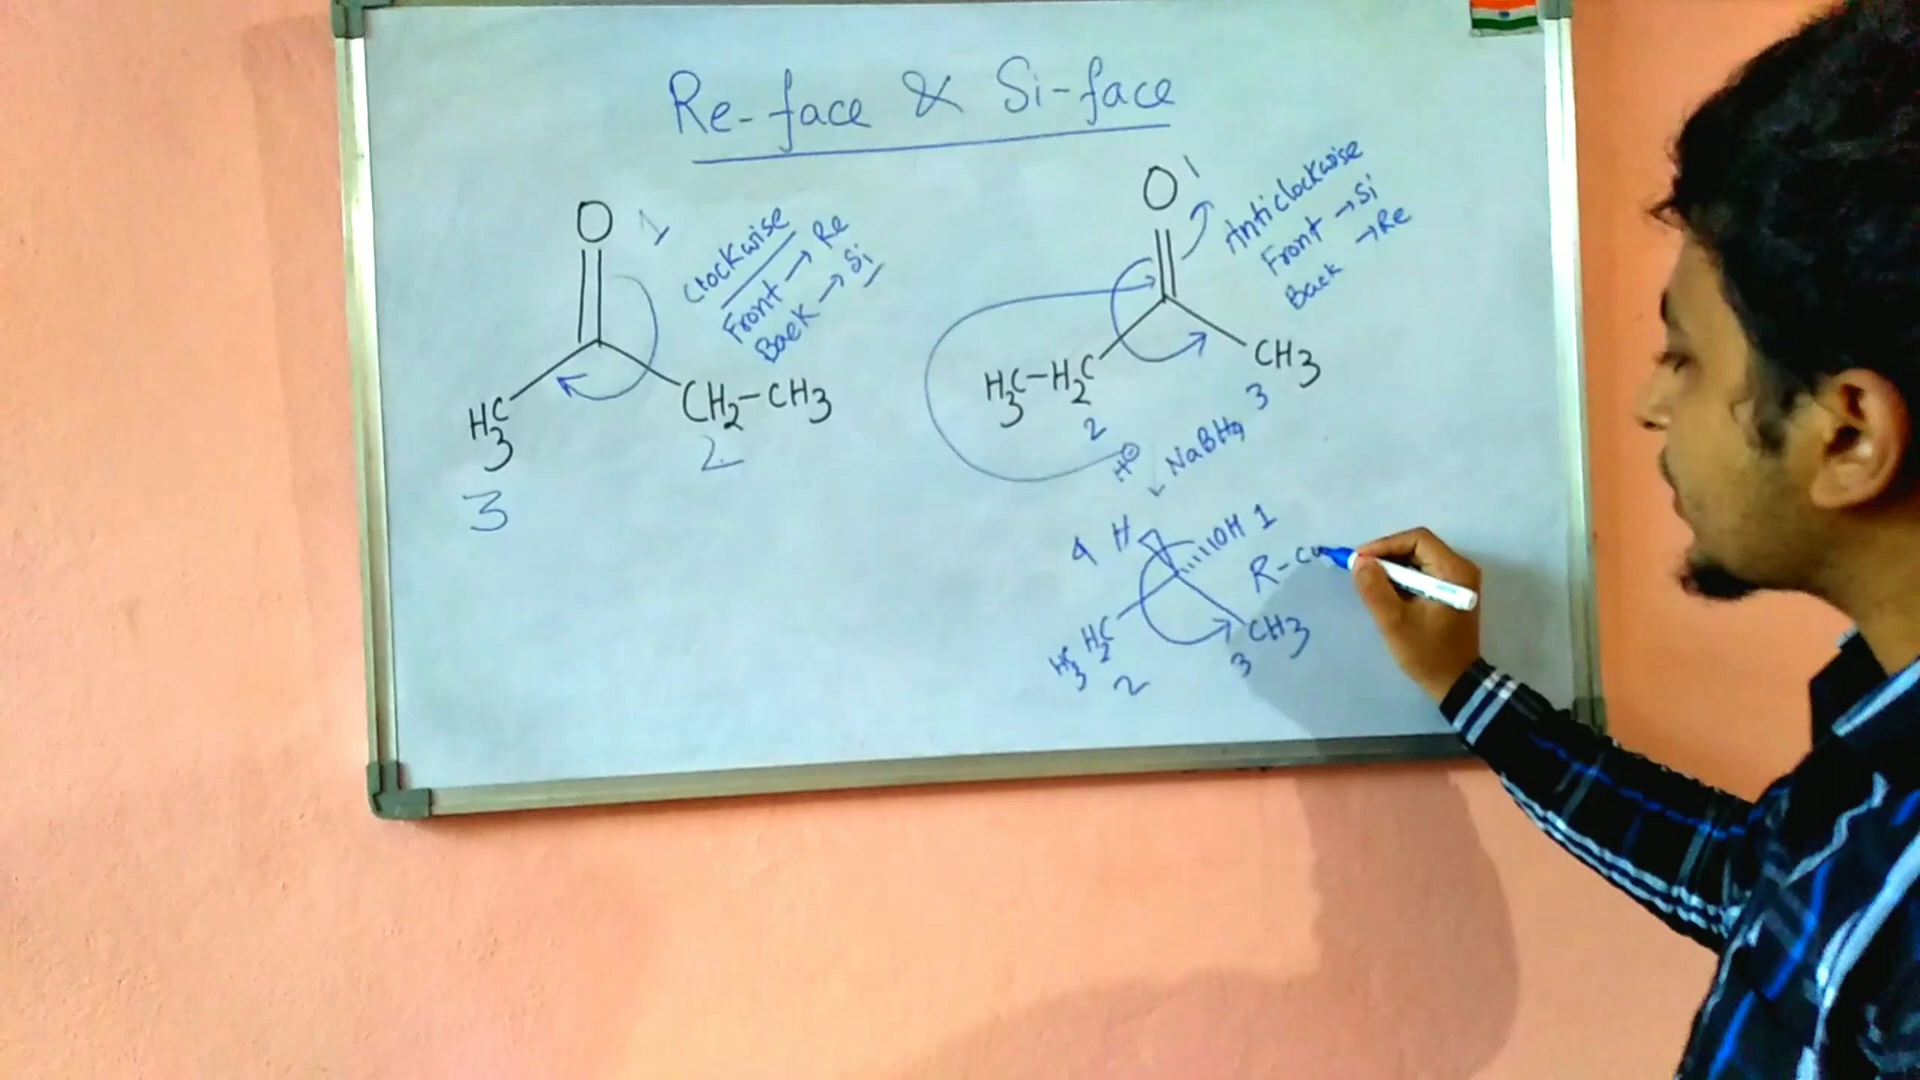 Re-face & Si-face
O 1
Clockwise
Front → Re
Back → Si
H3C
CH2-CH3
2
3
O 1
Anticlockwise
Front → Si
Back → Re
H3C-H2C
CH3
2
3
H⊖
NaBH4
4 H
OH 1
R-co
H3C H2C
CH3
2
3